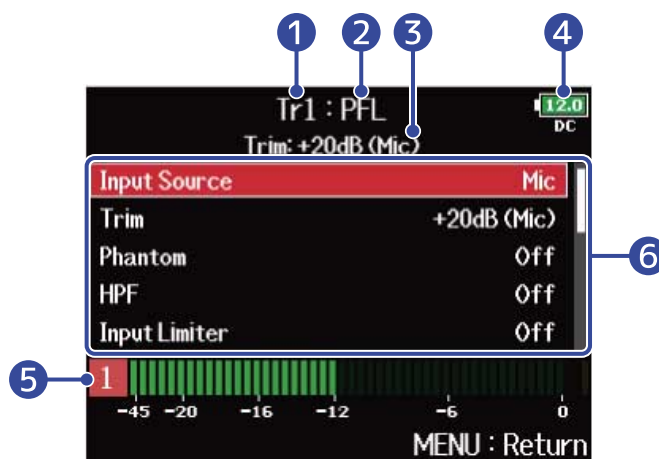 1 2 3 4
Tr1 : PFL 12.0
DC
Trim: +20dB (Mic)
Input Source Mic
Trim +20dB (Mic)
Phantom Off
HPF Off
Input Limiter Off
6
5 1
-45 -20 -16 -12 -6 0
MENU : Return